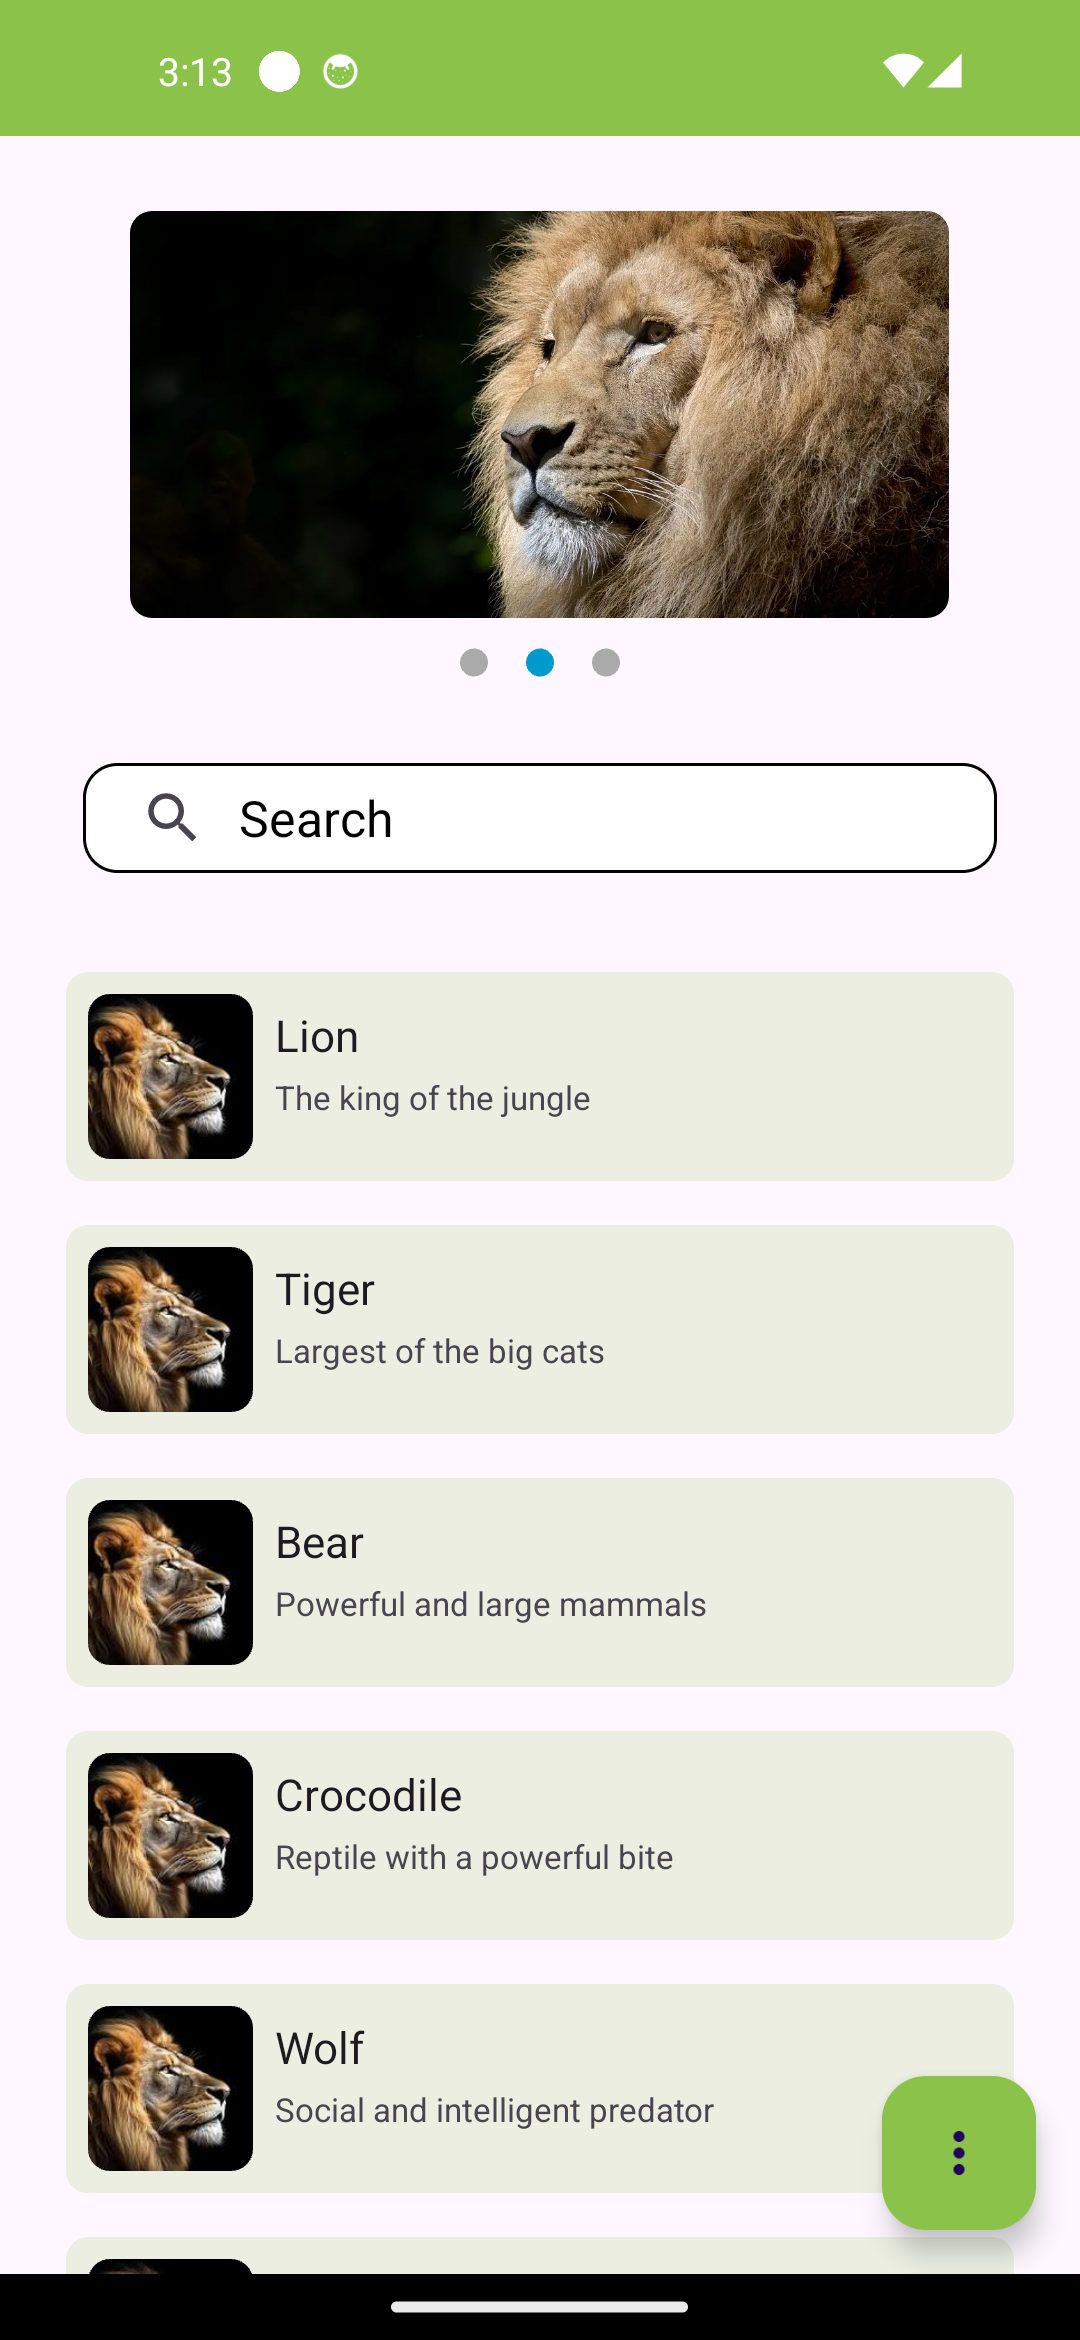 3:13
Search
Lion
The king of the jungle
Tiger
Largest of the big cats
Bear
Powerful and large mammals
Crocodile
Reptile with a powerful bite
Wolf
Social and intelligent predator